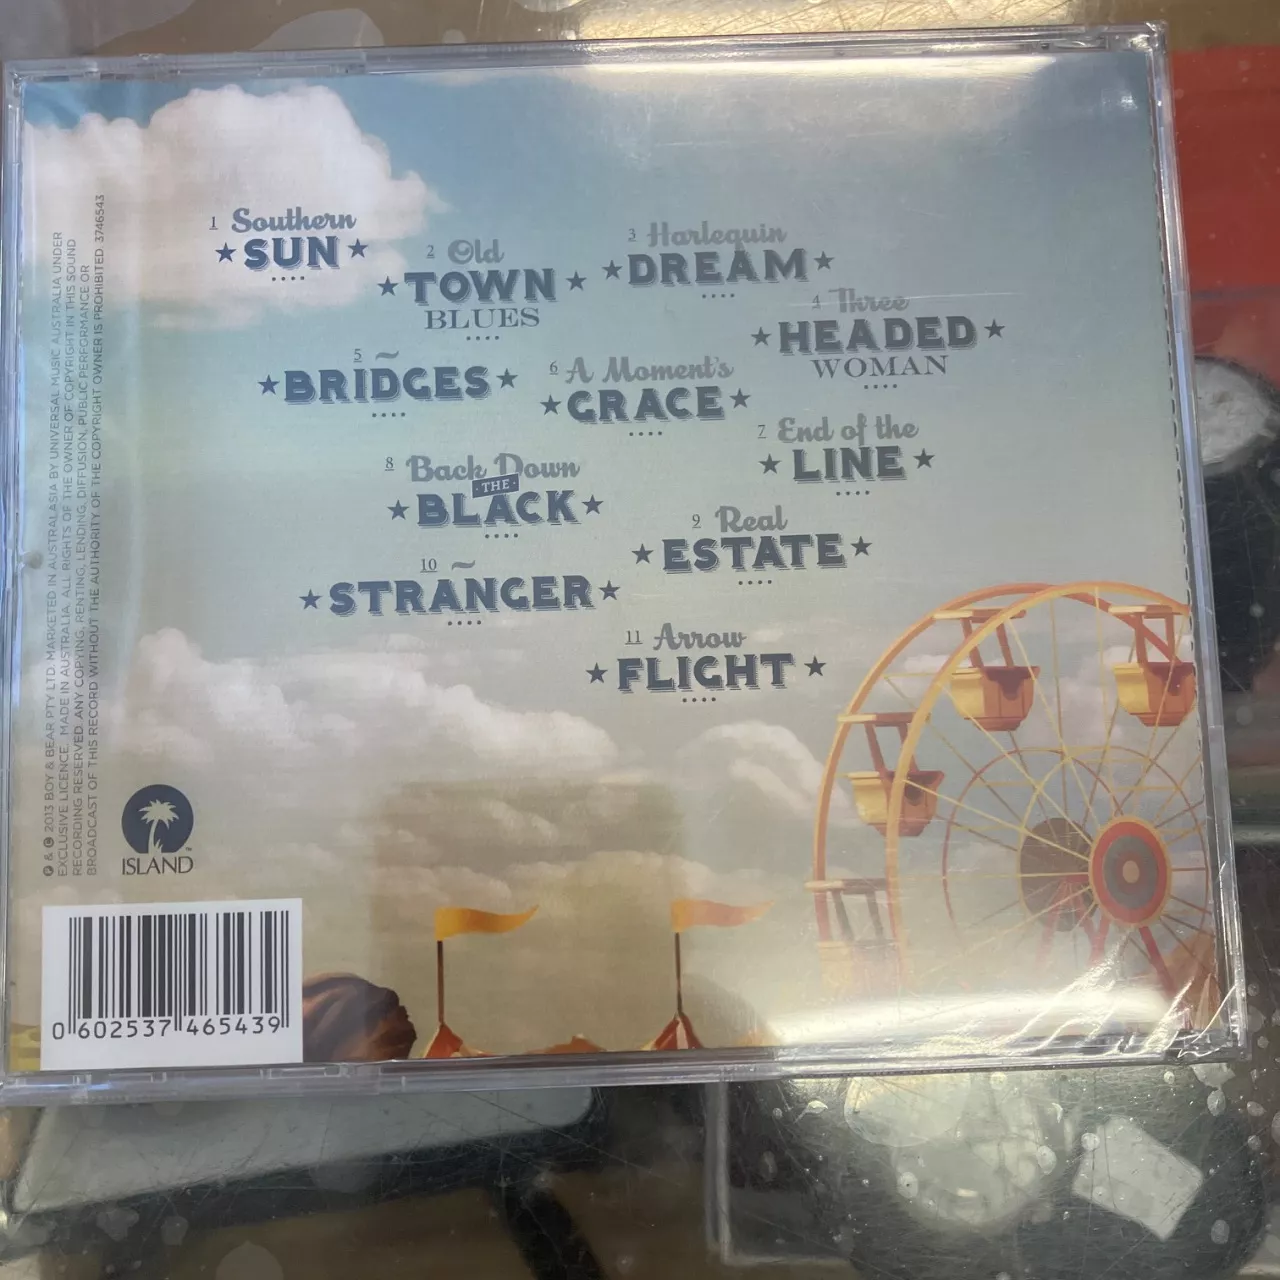 1 Southern
SUN
2 Old
TOWN
BLUES
3 Harlequin
DREAM
4 Three
HEADED
WOMAN
5
BRIDGES
6 A Moment's
GRACE
7 End of the
LINE
8 Back Down
THE
BLACK
9 Real
ESTATE
10
STRANGER
11 Arrow
FLIGHT
℗ & © 2013 BOY & BEAR PTY LTD. MARKETED IN AUSTRALASIA BY UNIVERSAL MUSIC AUSTRALIA UNDER
EXCLUSIVE LICENCE. MADE IN AUSTRALIA. ALL RIGHTS OF THE OWNER OF COPYRIGHT IN THIS SOUND
RECORDING RESERVED. ANY COPYING, RENTING, LENDING, DIFFUSION, PUBLIC PERFORMANCE OR
BROADCAST OF THIS RECORD WITHOUT THE AUTHORITY OF THE COPYRIGHT OWNER IS PROHIBITED. 3746543
ISLAND™
0 602537 465439